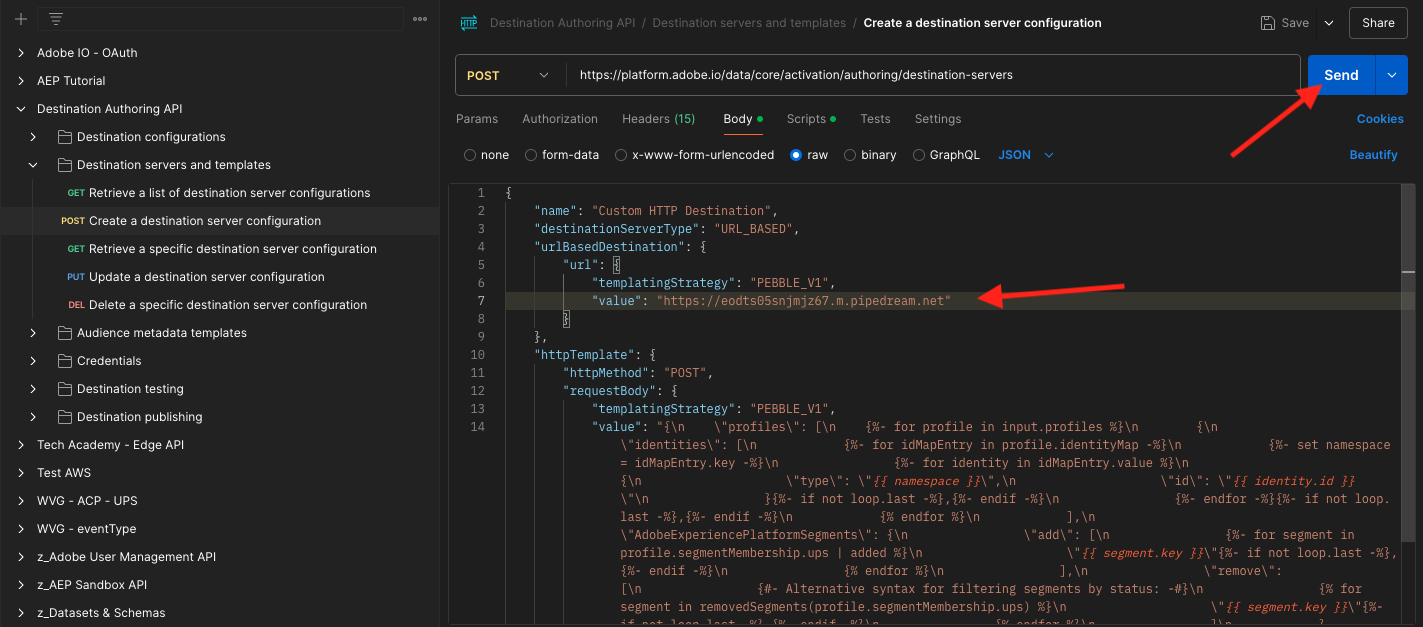 HTTP Destination Authoring API / Destination servers and templates / Create a destination server configuration Save Share
Adobe IO - OAuth
AEP Tutorial
Destination Authoring API
Destination configurations
Destination servers and templates
GET Retrieve a list of destination server configurations
POST Create a destination server configuration
GET Retrieve a specific destination server configuration
PUT Update a destination server configuration
DEL Delete a specific destination server configuration
Audience metadata templates
Credentials
Destination testing
Destination publishing
Tech Academy - Edge API
Test AWS
WVG - ACP - UPS
WVG - eventType
z_Adobe User Management API
z_AEP Sandbox API
z_Datasets & Schemas
POST https://platform.adobe.io/data/core/activation/authoring/destination-servers Send
Params Authorization Headers (15) Body Scripts Tests Settings Cookies
none form-data x-www-form-urlencoded raw binary GraphQL JSON Beautify
1 {
2 "name": "Custom HTTP Destination",
3 "destinationServerType": "URL_BASED",
4 "urlBasedDestination": {
5 "url": {
6 "templatingStrategy": "PEBBLE_V1",
7 "value": "https://eodts05snjmjz67.m.pipedream.net"
8 }
9 },
10 "httpTemplate": {
11 "httpMethod": "POST",
12 "requestBody": {
13 "templatingStrategy": "PEBBLE_V1",
14 "value": "{\n \"profiles\": [\n {%- for profile in input.profiles %}\n {\n
\"identities\": [\n {%- for idMapEntry in profile.identityMap -%}\n {%- set namespace
= idMapEntry.key -%}\n {%- for identity in idMapEntry.value %}\n
{\n \"type\": \"{{ namespace }}\",\n \"id\": \"{{ identity.id }}
\"\n }{%- if not loop.last -%},{%- endif -%}\n {%- endfor -%}{%- if not loop.
last -%},{%- endif -%}\n {% endfor %}\n ],\n
\"AdobeExperiencePlatformSegments\": {\n \"add\": [\n {%- for segment in
profile.segmentMembership.ups | added %}\n \"{{ segment.key }}\"{%- if not loop.last -%},
{%- endif -%}\n {% endfor %}\n ],\n \"remove\":
[\n {#- Alternative syntax for filtering segments by status: -#}\n {% for
segment in removedSegments(profile.segmentMembership.ups) %}\n \"{{ segment.key }}\"{%-
if not loop.last -%},{%- endif -%}\n {% endfor %}\n ]\n }